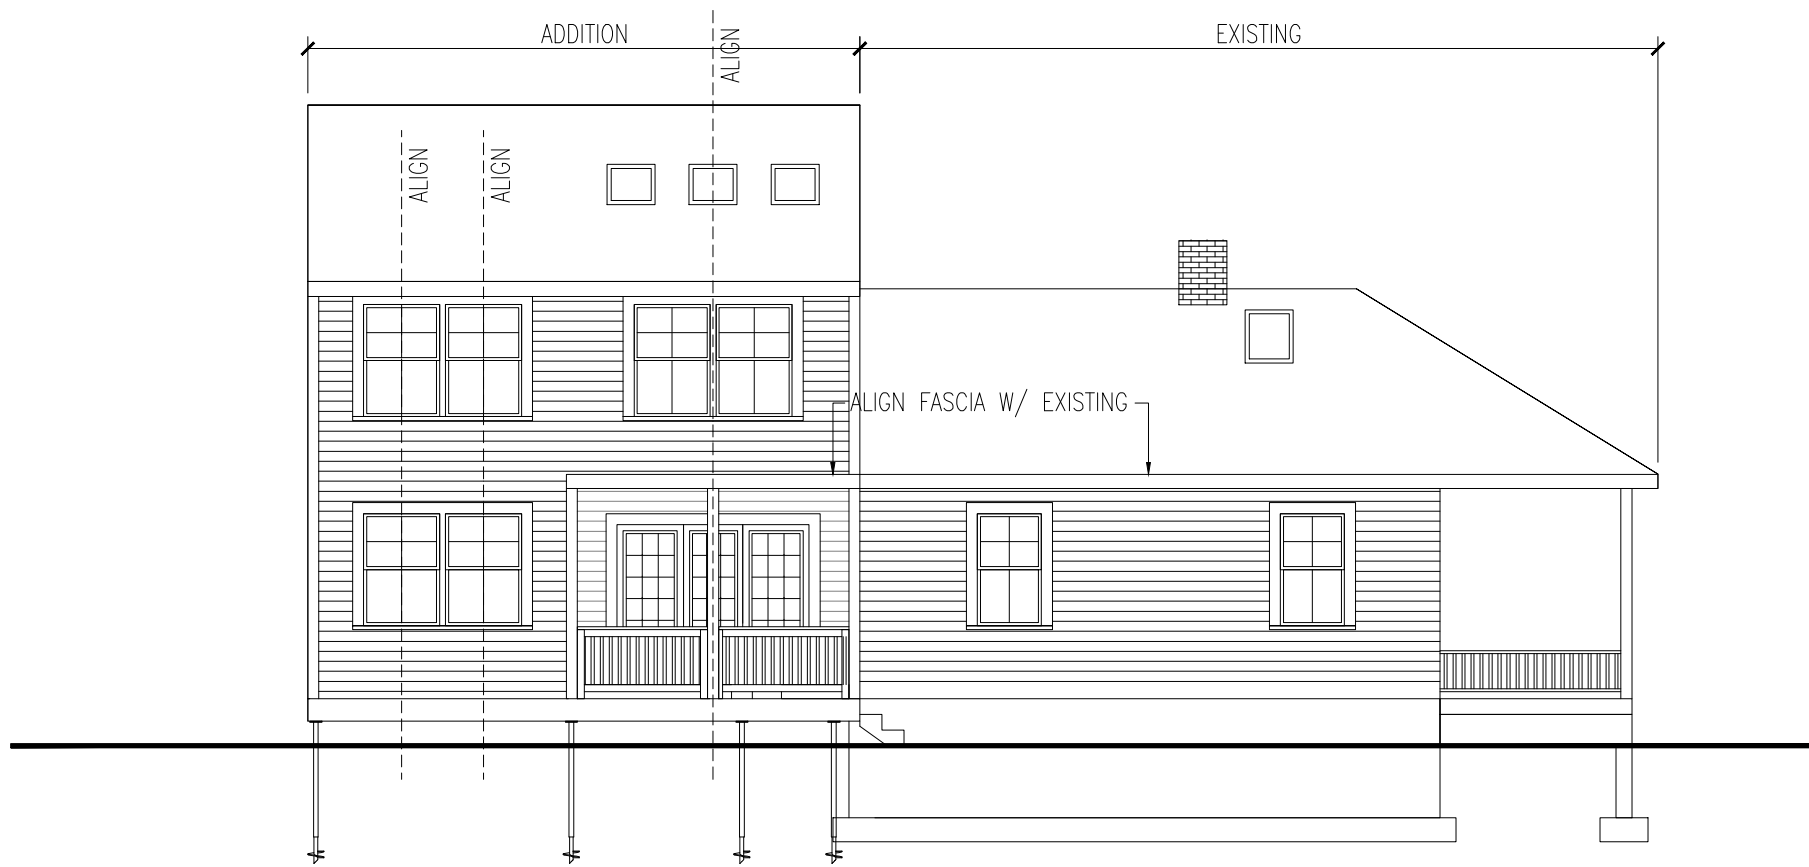 ADDITION
EXISTING
ALIGN
ALIGN
ALIGN
ALIGN FASCIA W/ EXISTING